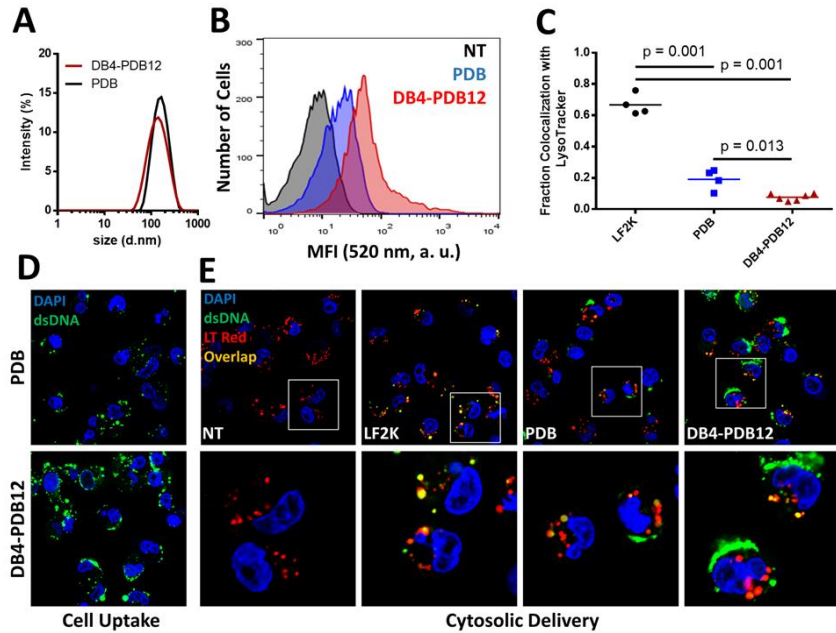 A
DB4-PDB12
PDB
Intensity (%)
20
15
10
5
0
1
10
100
1000
size (d.nm)
B
NT
PDB
DB4-PDB12
Number of Cells
300
200
100
0
10⁰
10⁻¹
10⁻²
10⁻³
10⁻⁴
MFI (520 nm, a. u.)
C
Fraction Colocalization with
LysoTracker
1.0
0.8
0.6
0.4
0.2
0.0
p = 0.001
p = 0.001
p = 0.013
LF2K
PDB
DB4-PDB12
D
DAPI
dsDNA
PDB
DB4-PDB12
Cell Uptake
E
DAPI
dsDNA
LT Red
Overlap
NT
LF2K
PDB
DB4-PDB12
Cytosolic Delivery